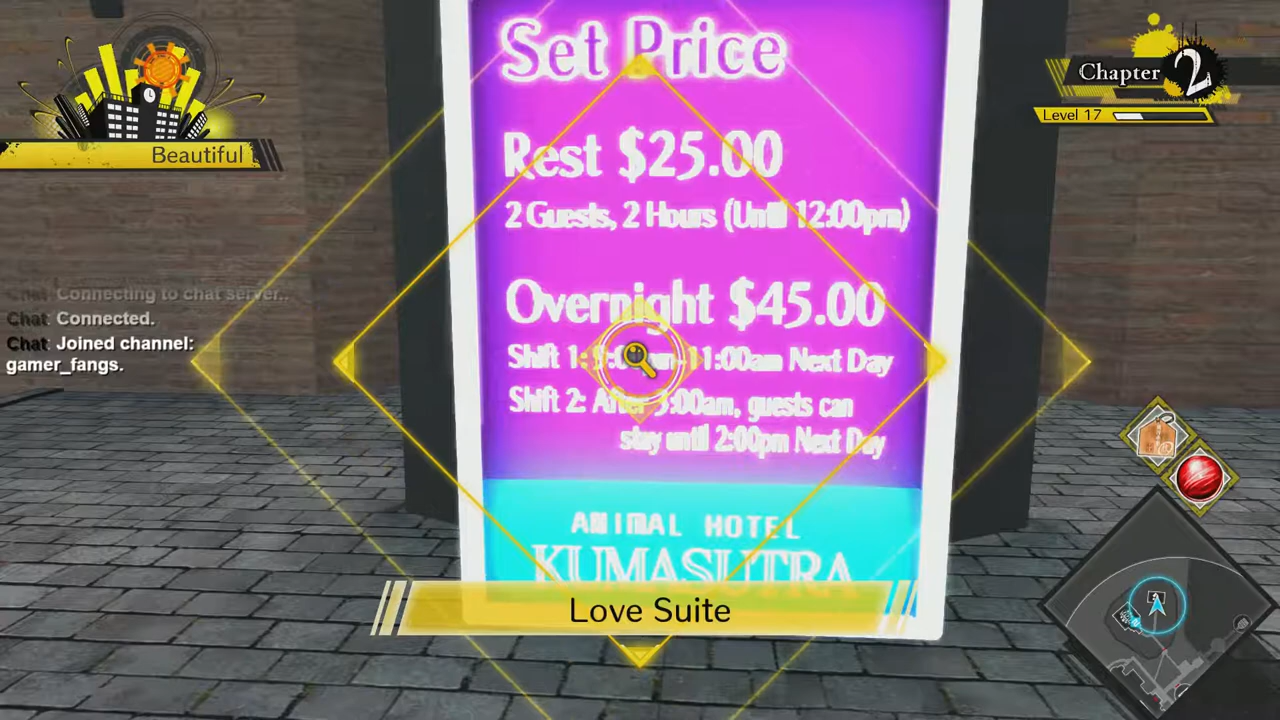 Set Price
Chapter 2
Level 17
Beautiful
Rest $25.00
2 Guests, 2 Hours (Until 12:00pm)
Chat: Connecting to chat server..
Chat: Connected.
Chat: Joined channel:
gamer_fangs.
Overnight $45.00
Shift 1: 11:00am Next Day
Shift 2: After :00am, guests can
stay until 2:00pm Next Day
ANIMAL HOTEL
KUMASUTRA
Love Suite